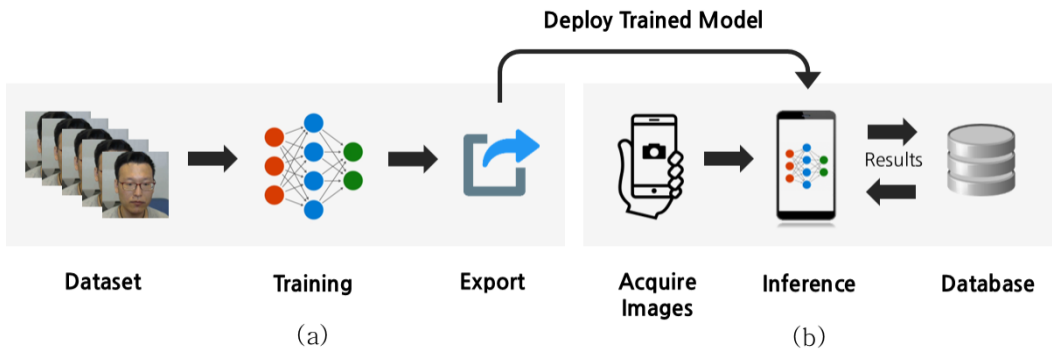 Deploy Trained Model
Results
Dataset
Training
Export
Acquire
Images
Inference
Database
(a)
(b)